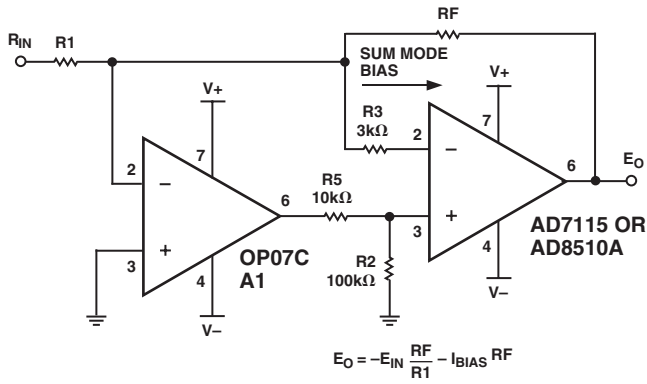 RF
R1
RIN
SUM MODE
BIAS
V+
V+
R3
3kΩ
7
2
–
6
EO
2
–
7
R5
10kΩ
6
+
3
AD7115 OR
AD8510A
4
+
3
OP07C
A1
R2
100kΩ
4
V–
V–
EO = –EIN RF/R1 – IBIAS RF